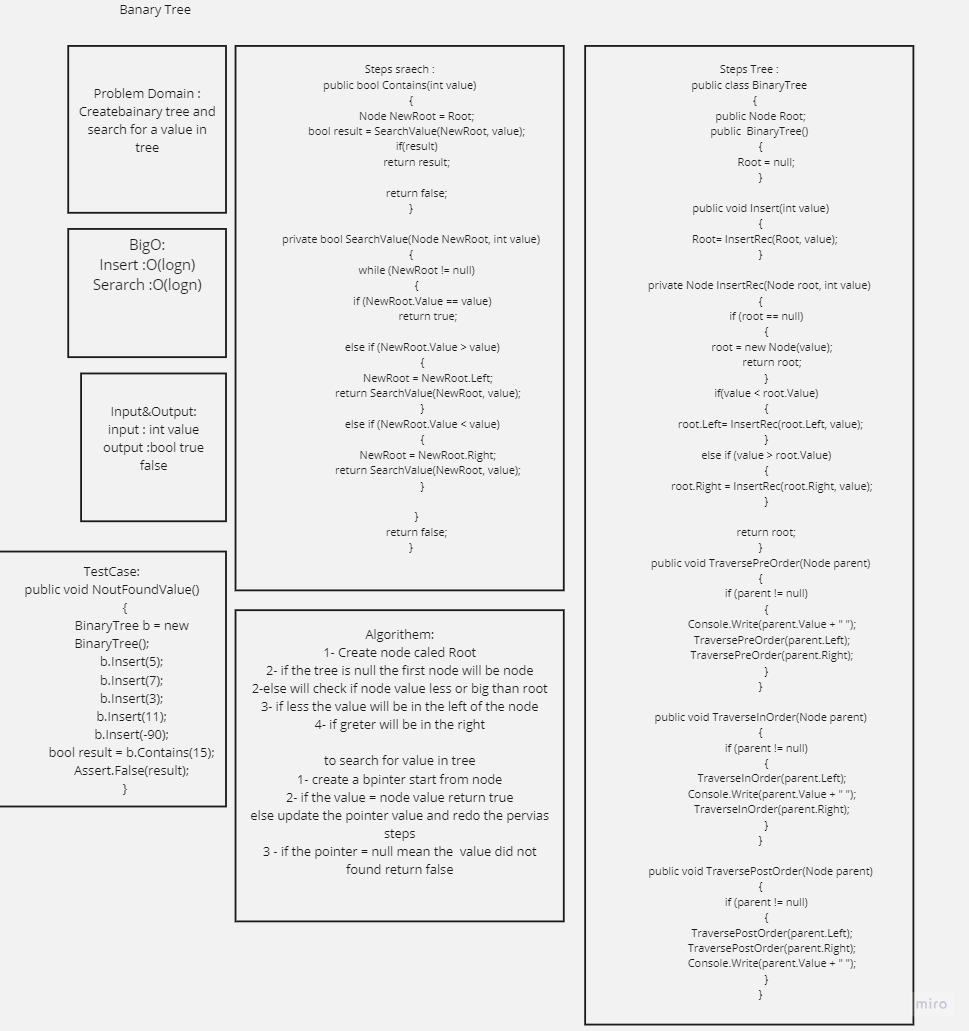 Banary Tree
Problem Domain :
Createbainary tree and
search for a value in
tree
BigO:
Insert :O(logn)
Serarch :O(logn)
Input&Output:
input : int value
output :bool true
false
TestCase:
public void NoutFoundValue()
{
BinaryTree b = new
BinaryTree();
b.Insert(5);
b.Insert(7);
b.Insert(3);
b.Insert(11);
b.Insert(-90);
bool result = b.Contains(15);
Assert.False(result);
}
Steps sraech :
public bool Contains(int value)
{
Node NewRoot = Root;
bool result = SearchValue(NewRoot, value);
if(result)
return result;
return false;
}
private bool SearchValue(Node NewRoot, int value)
{
while (NewRoot != null)
{
if (NewRoot.Value == value)
return true;
else if (NewRoot.Value > value)
{
NewRoot = NewRoot.Left;
return SearchValue(NewRoot, value);
}
else if (NewRoot.Value < value)
{
NewRoot = NewRoot.Right;
return SearchValue(NewRoot, value);
}
}
return false;
}
Algorithem:
1- Create node caled Root
2- if the tree is null the first node will be node
2-else will check if node value less or big than root
3- if less the value will be in the left of the node
4- if greter will be in the right
to search for value in tree
1- create a bpinter start from node
2- if the value = node value return true
else update the pointer value and redo the pervias
steps
3 - if the pointer = null mean the  value did not
found return false
Steps Tree :
public class BinaryTree
{
public Node Root;
public  BinaryTree()
{
Root = null;
}
public void Insert(int value)
{
Root= InsertRec(Root, value);
}
private Node InsertRec(Node root, int value)
{
if (root == null)
{
root = new Node(value);
return root;
}
if(value < root.Value)
{
root.Left= InsertRec(root.Left, value);
}
else if (value > root.Value)
{
root.Right = InsertRec(root.Right, value);
}
return root;
}
public void TraversePreOrder(Node parent)
{
if (parent != null)
{
Console.Write(parent.Value + " ");
TraversePreOrder(parent.Left);
TraversePreOrder(parent.Right);
}
}
public void TraverseInOrder(Node parent)
{
if (parent != null)
{
TraverseInOrder(parent.Left);
Console.Write(parent.Value + " ");
TraverseInOrder(parent.Right);
}
}
public void TraversePostOrder(Node parent)
{
if (parent != null)
{
TraversePostOrder(parent.Left);
TraversePostOrder(parent.Right);
Console.Write(parent.Value + " ");
}
}
miro